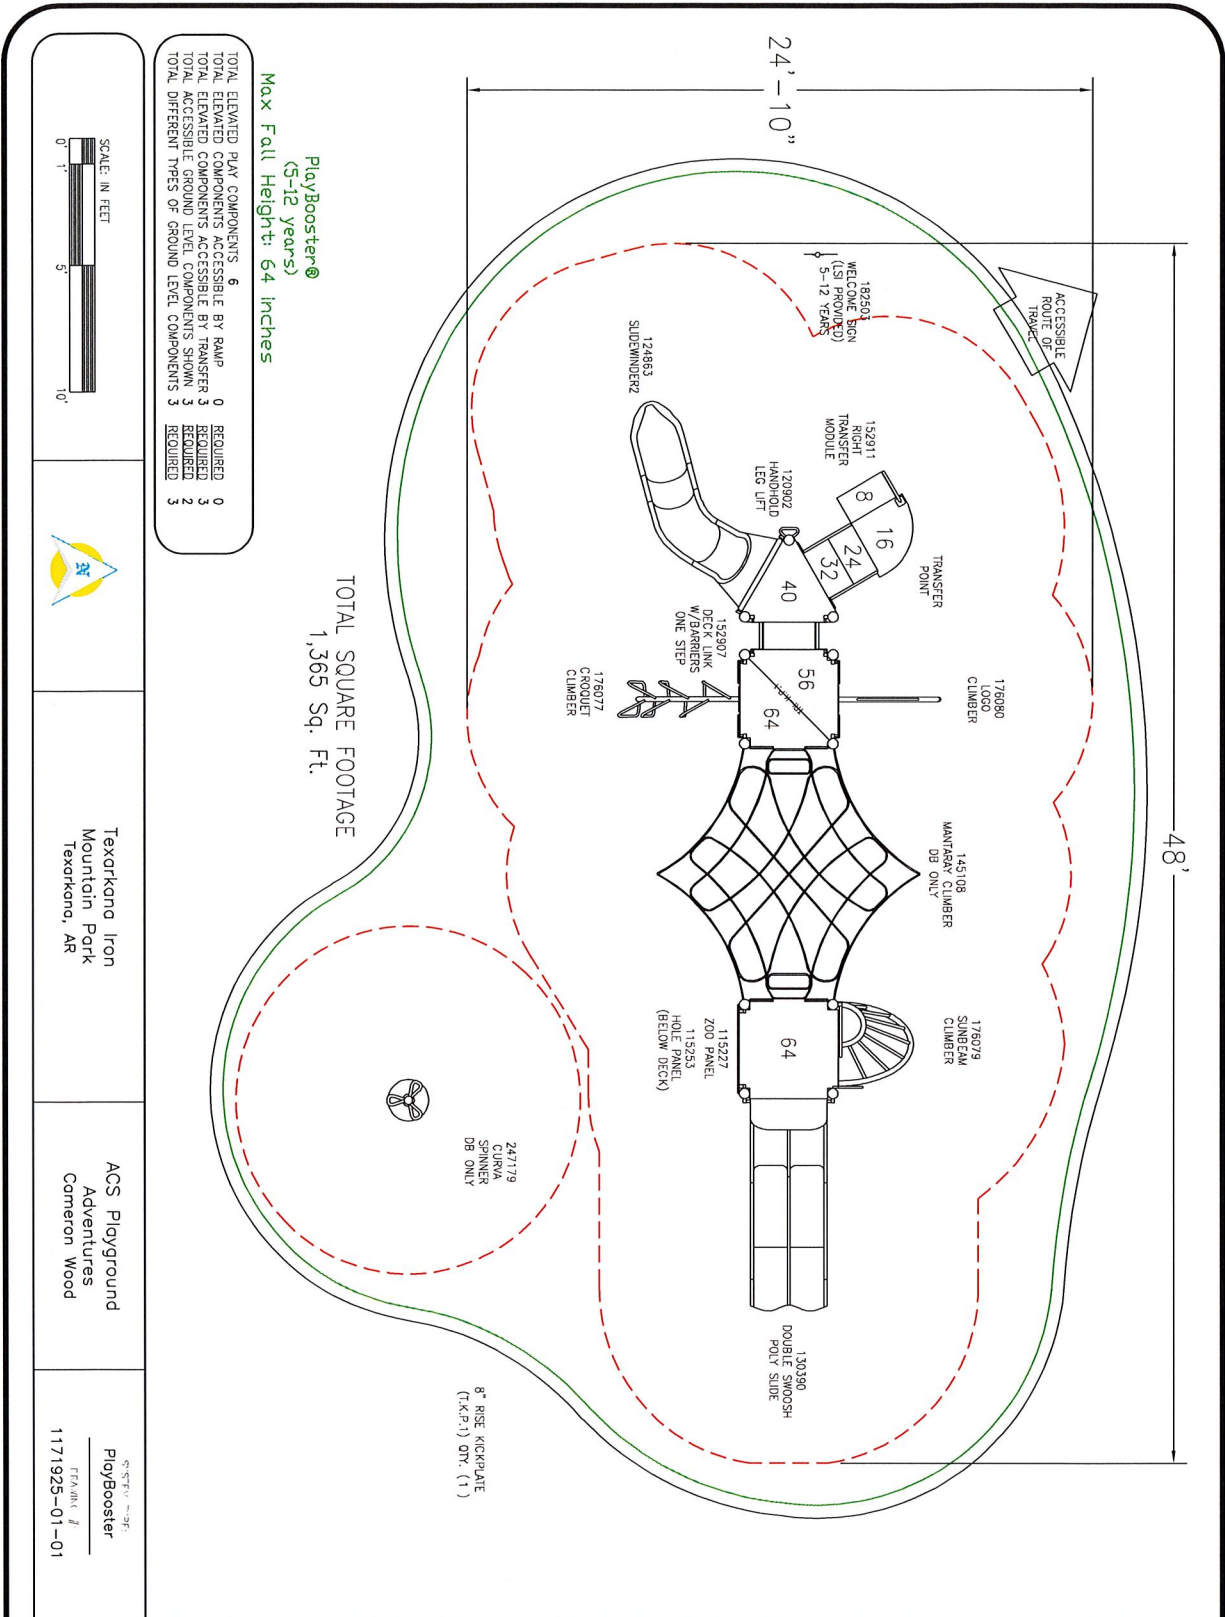 48'
24'-10"
ACCESSIBLE
ROUTE OF
TRAVEL
182503
WELCOME SIGN
(LSI PROVIDED)
5-12 YEARS
152911
RIGHT
TRANSFER
MODULE
TRANSFER
POINT
176080
LOGO
CLIMBER
145108
MANTARAY CLIMBER
DB ONLY
176079
SUNBEAM
CLIMBER
120902
HANDHOLD
LEG LIFT
8
16
24
32
40
56
64
64
124863
SLIDEWINDER2
152907
DECK LINK
W/BARRIERS
ONE STEP
176077
CROQUET
CLIMBER
115227
ZOO PANEL
115253
HOLE PANEL
(BELOW DECK)
130390
DOUBLE SWOOSH
POLY SLIDE
247179
CURVA
SPINNER
DB ONLY
8" RISE KICKPLATE
(T.K.P.1) QTY. (1 )
PlayBooster®
(5-12 years)
Max Fall Height: 64 inches
TOTAL SQUARE FOOTAGE
1,365 Sq. Ft.
TOTAL ELEVATED PLAY COMPONENTS 6
TOTAL ELEVATED COMPONENTS ACCESSIBLE BY RAMP 0 REQUIRED 0
TOTAL ELEVATED COMPONENTS ACCESSIBLE BY TRANSFER 3 REQUIRED 3
TOTAL ACCESSIBLE GROUND LEVEL COMPONENTS SHOWN 3 REQUIRED 2
TOTAL DIFFERENT TYPES OF GROUND LEVEL COMPONENTS 3 REQUIRED 3
SCALE: IN FEET
0' 1' 5' 10'
N
Texarkana Iron
Mountain Park
Texarkana, AR
ACS Playground
Adventures
Cameron Wood
PlayBooster
1171925-01-01